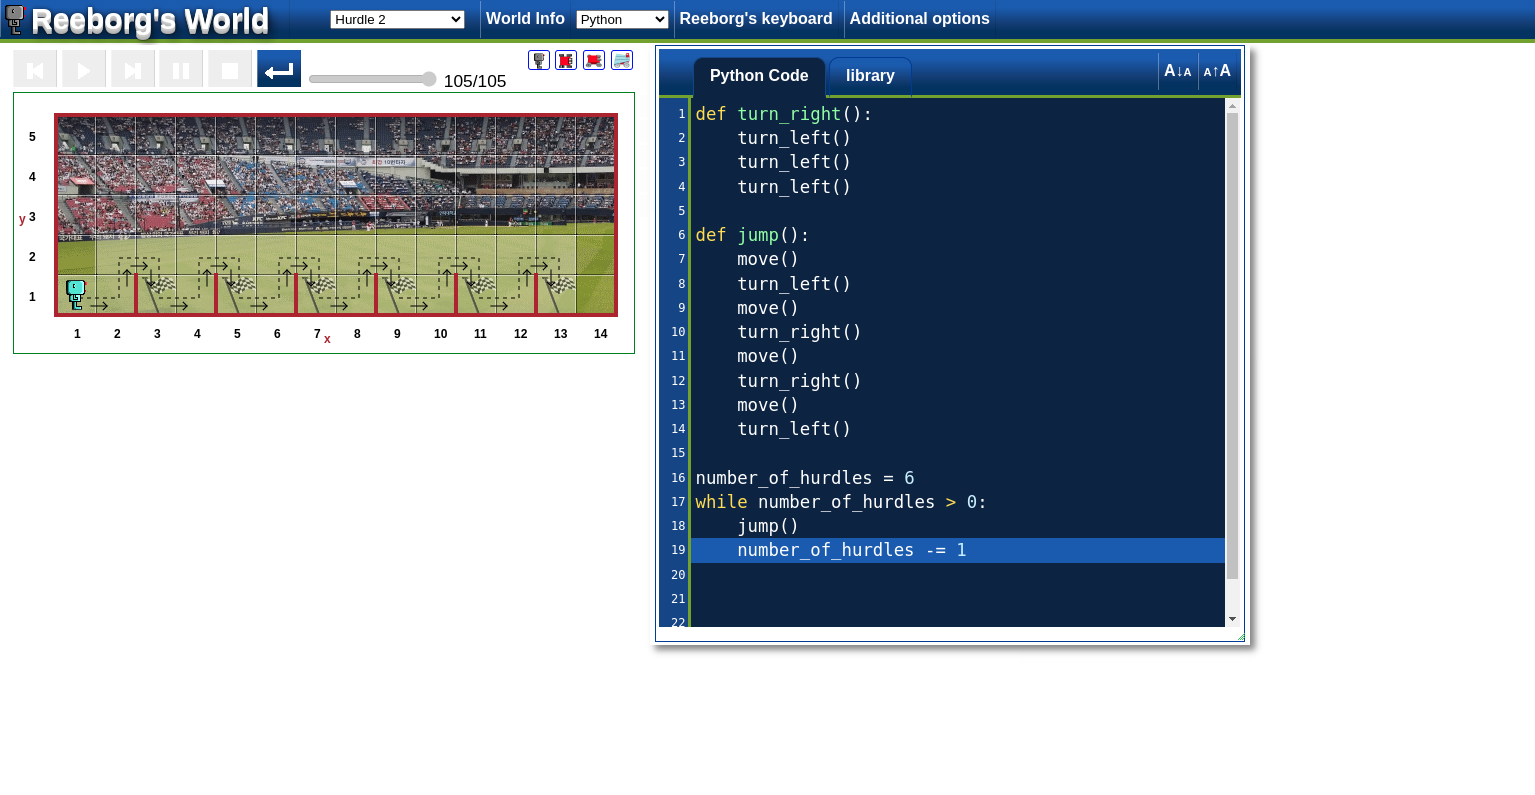 Reeborg's World
Hurdle 2
World Info
Python
Reeborg's keyboard
Additional options
105/105
5
4
y 3
2
1
1 2 3 4 5 6 7 x 8 9 10 11 12 13 14
Python Code
library
A↓A
A↑A
1 def turn_right():
2 turn_left()
3 turn_left()
4 turn_left()
5
6 def jump():
7 move()
8 turn_left()
9 move()
10 turn_right()
11 move()
12 turn_right()
13 move()
14 turn_left()
15
16 number_of_hurdles = 6
17 while number_of_hurdles > 0:
18 jump()
19 number_of_hurdles -= 1
20
21
22